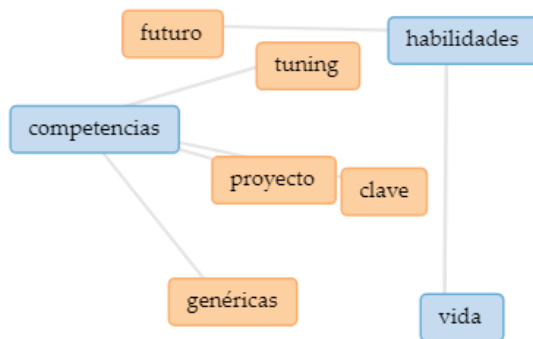 futuro
habilidades
tuning
competencias
proyecto
clave
genéricas
vida